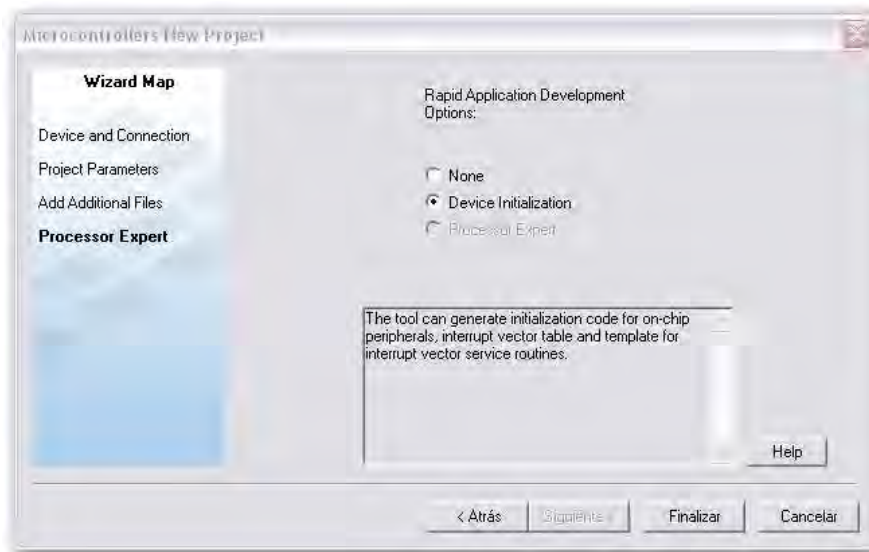 Microcontrollers New Project
Wizard Map
Device and Connection
Project Parameters
Add Additional Files
Processor Expert
Rapid Application Development
Options:
None
Device Initialization
Processor Expert
The tool can generate initialization code for on-chip
peripherals, interrupt vector table and template for
interrupt vector service routines.
Help
< Atrás
Siguiente >
Finalizar
Cancelar